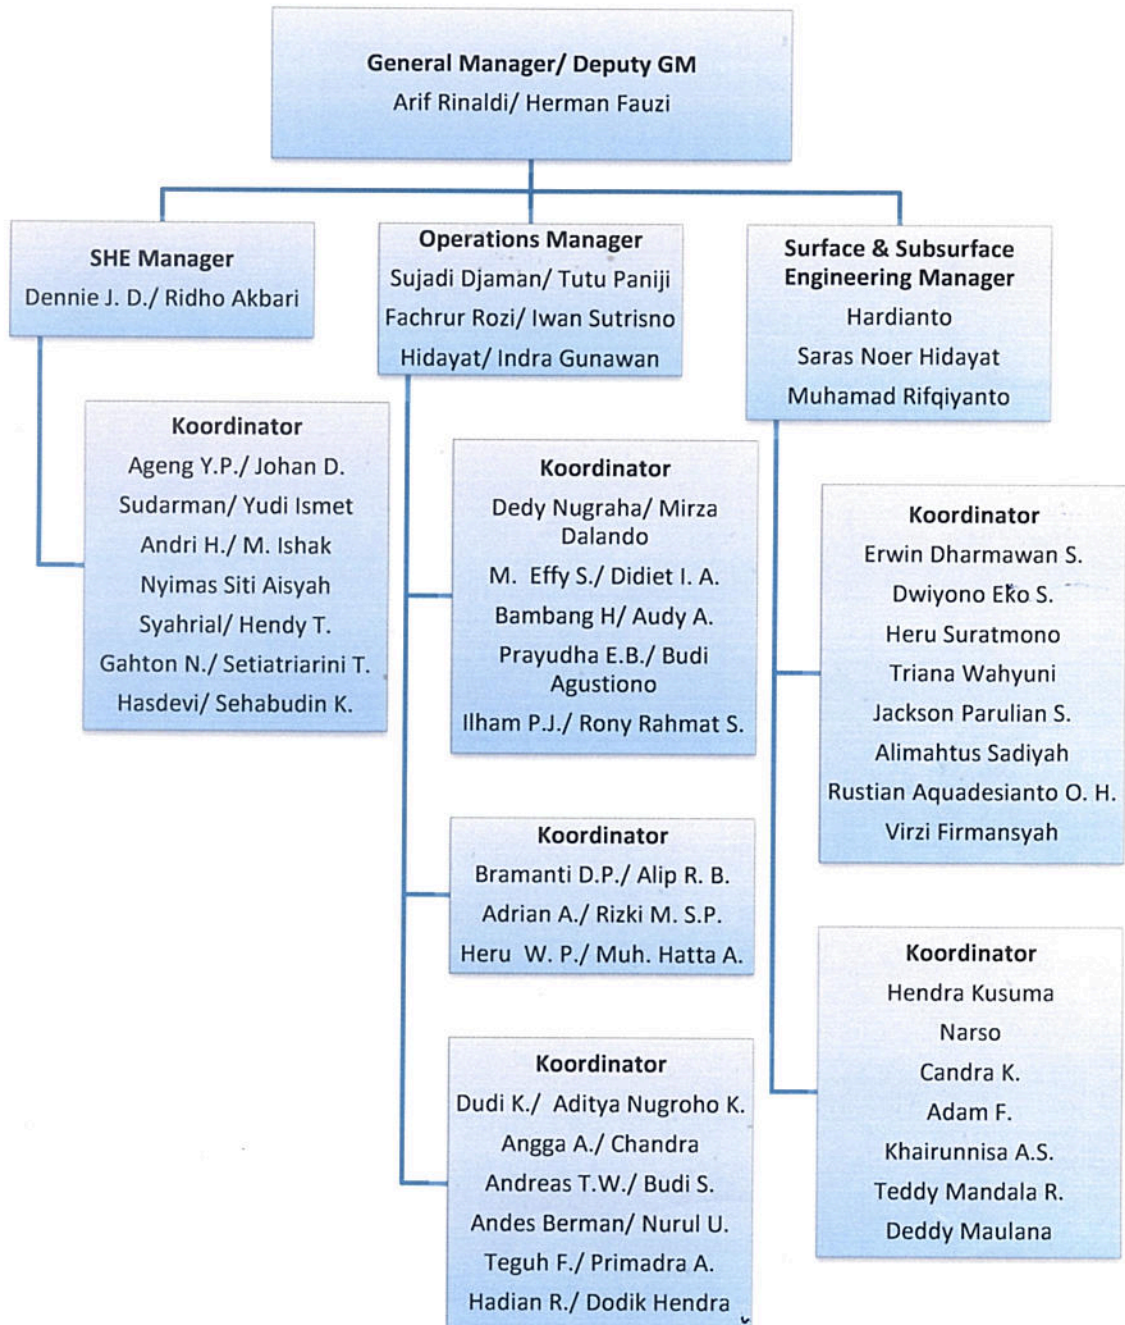 General Manager/ Deputy GM
Arif Rinaldi/ Herman Fauzi
SHE Manager
Dennie J. D./ Ridho Akbari
Koordinator
Ageng Y.P./ Johan D.
Sudarman/ Yudi Ismet
Andri H./ M. Ishak
Nyimas Siti Aisyah
Syahrial/ Hendy T.
Gahton N./ Setiatriarini T.
Hasdevi/ Sehabudin K.
Operations Manager
Sujadi Djaman/ Tutu Paniji
Fachrur Rozi/ Iwan Sutrisno
Hidayat/ Indra Gunawan
Koordinator
Dedy Nugraha/ Mirza
Dalando
M. Effy S./ Didiet I. A.
Bambang H/ Audy A.
Prayudha E.B./ Budi
Agustiono
Ilham P.J./ Rony Rahmat S.
Koordinator
Bramanti D.P./ Alip R. B.
Adrian A./ Rizki M. S.P.
Heru W. P./ Muh. Hatta A.
Koordinator
Dudi K./ Aditya Nugroho K.
Angga A./ Chandra
Andreas T.W./ Budi S.
Andes Berman/ Nurul U.
Teguh F./ Primadra A.
Hadian R./ Dodik Hendra
Surface & Subsurface
Engineering Manager
Hardianto
Saras Noer Hidayat
Muhamad Rifqiyanto
Koordinator
Erwin Dharmawan S.
Dwiyono Eko S.
Heru Suratmono
Triana Wahyuni
Jackson Parulian S.
Alimahtus Sadiyah
Rustian Aquadesianto O. H.
Virzi Firmansyah
Koordinator
Hendra Kusuma
Narso
Candra K.
Adam F.
Khairunnisa A.S.
Teddy Mandala R.
Deddy Maulana